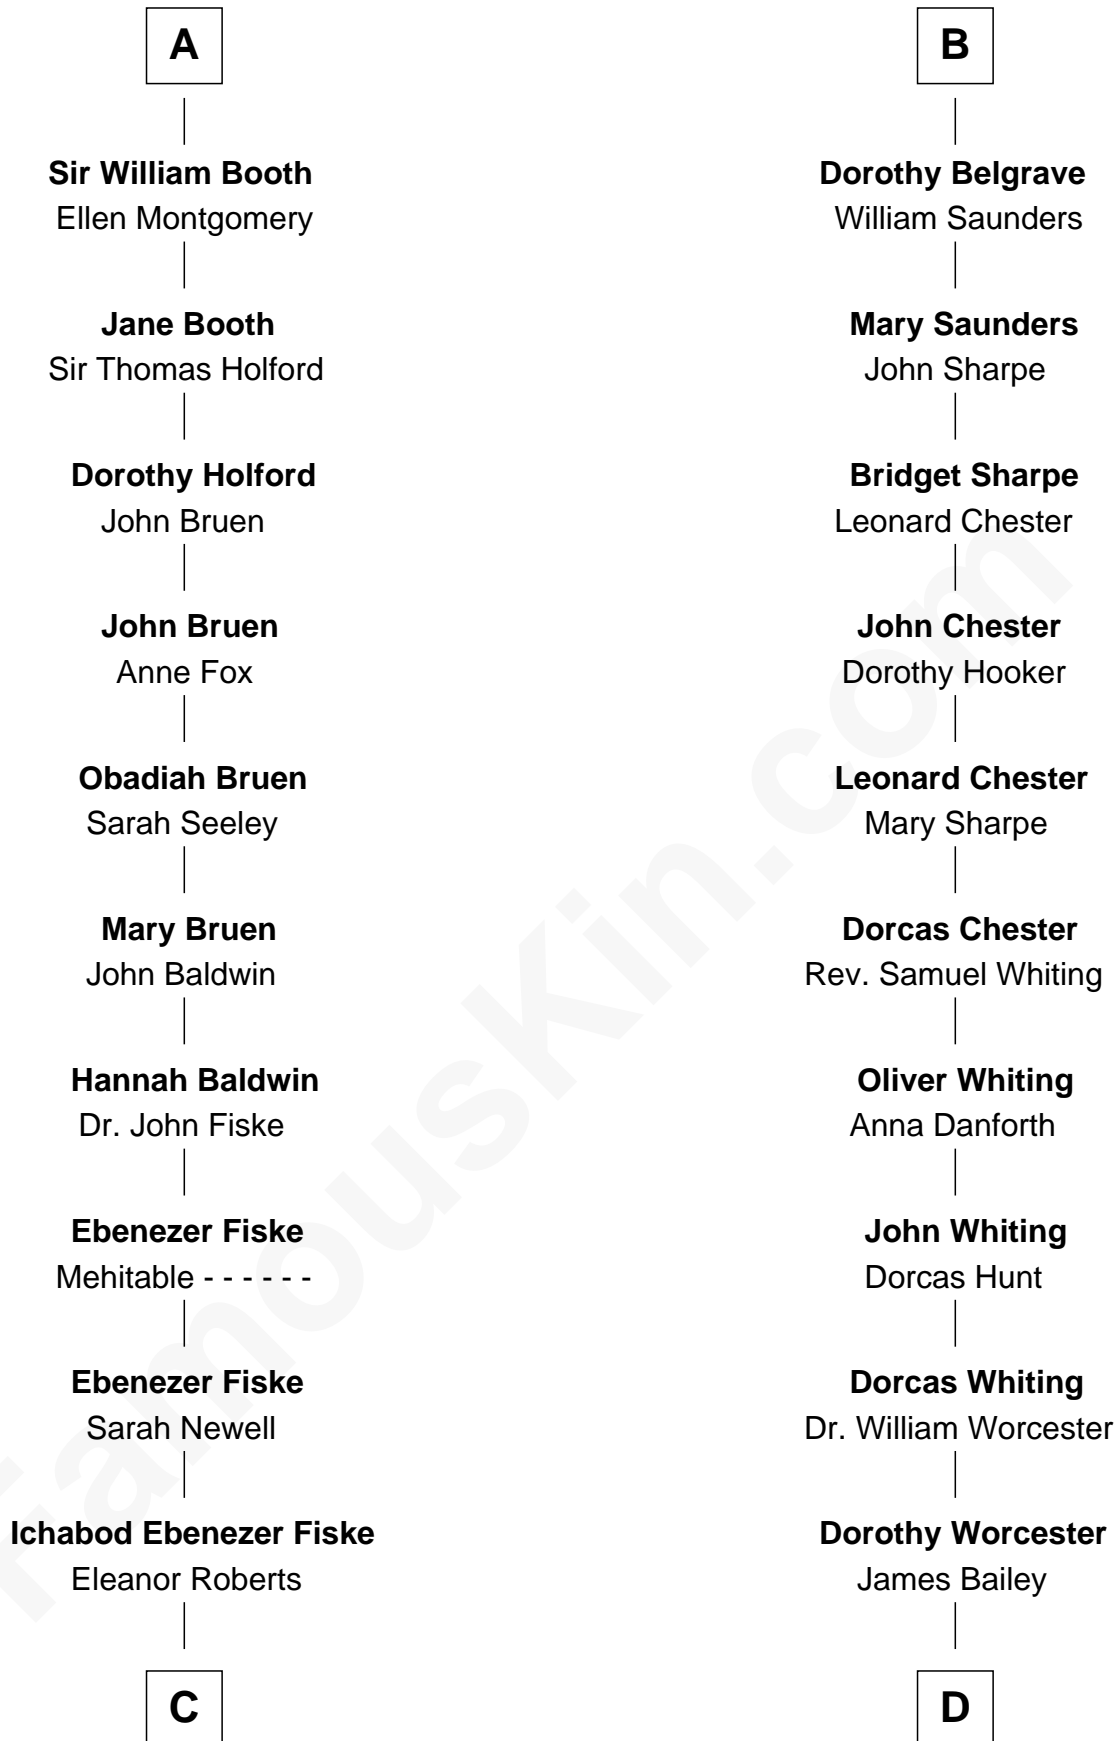 A
Sir William Booth
Ellen Montgomery
Jane Booth
Sir Thomas Holford
Dorothy Holford
John Bruen
John Bruen
Anne Fox
Obadiah Bruen
Sarah Seeley
Mary Bruen
John Baldwin
Hannah Baldwin
Dr. John Fiske
Ebenezer Fiske
Mehitable - - - - - -
Ebenezer Fiske
Sarah Newell
Ichabod Ebenezer Fiske
Eleanor Roberts
C
B
Dorothy Belgrave
William Saunders
Mary Saunders
John Sharpe
Bridget Sharpe
Leonard Chester
John Chester
Dorothy Hooker
Leonard Chester
Mary Sharpe
Dorcas Chester
Rev. Samuel Whiting
Oliver Whiting
Anna Danforth
John Whiting
Dorcas Hunt
Dorcas Whiting
Dr. William Worcester
Dorothy Worcester
James Bailey
D
FamousKin.com